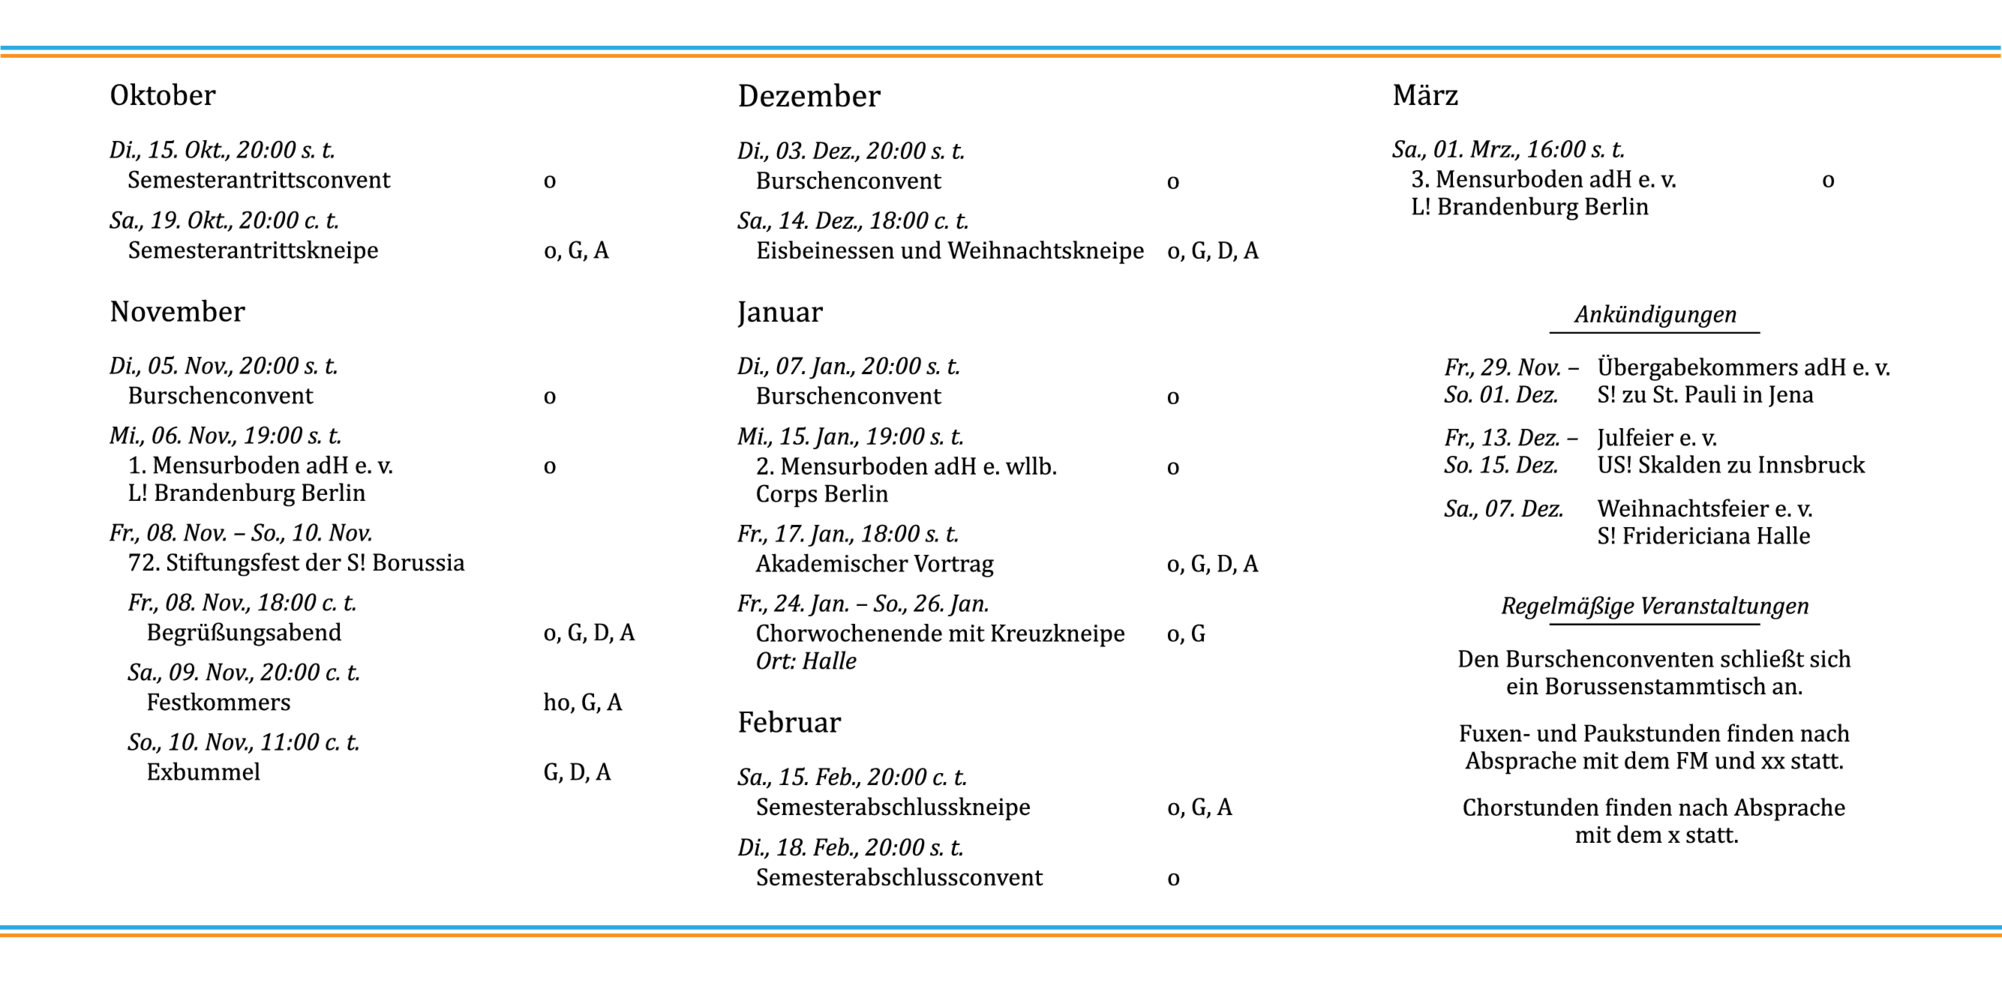 Oktober
Di., 15. Okt., 20:00 s. t.
Semesterantrittsconvent o
Sa., 19. Okt., 20:00 c. t.
Semesterantrittskneipe o, G, A
November
Di., 05. Nov., 20:00 s. t.
Burschenconvent o
Mi., 06. Nov., 19:00 s. t.
1. Mensurboden adH e. v. o
L! Brandenburg Berlin
Fr., 08. Nov. – So., 10. Nov.
72. Stiftungsfest der S! Borussia
Fr., 08. Nov., 18:00 c. t.
Begrüßungsabend o, G, D, A
Sa., 09. Nov., 20:00 c. t.
Festkommers ho, G, A
So., 10. Nov., 11:00 c. t.
Exbummel G, D, A
Dezember
Di., 03. Dez., 20:00 s. t.
Burschenconvent o
Sa., 14. Dez., 18:00 c. t.
Eisbeinessen und Weihnachtskneipe o, G, D, A
Januar
Di., 07. Jan., 20:00 s. t.
Burschenconvent o
Mi., 15. Jan., 19:00 s. t.
2. Mensurboden adH e. wllb. o
Corps Berlin
Fr., 17. Jan., 18:00 s. t.
Akademischer Vortrag o, G, D, A
Fr., 24. Jan. – So., 26. Jan.
Chorwochenende mit Kreuzkneipe o, G
Ort: Halle
Februar
Sa., 15. Feb., 20:00 c. t.
Semesterabschlusskneipe o, G, A
Di., 18. Feb., 20:00 s. t.
Semesterabschlussconvent o
März
Sa., 01. Mrz., 16:00 s. t.
3. Mensurboden adH e. v. o
L! Brandenburg Berlin
Ankündigungen
Fr., 29. Nov. – Übergabekommers adH e. v.
So. 01. Dez. S! zu St. Pauli in Jena
Fr., 13. Dez. – Julfeier e. v.
So. 15. Dez. US! Skalden zu Innsbruck
Sa., 07. Dez. Weihnachtsfeier e. v.
S! Fridericiana Halle
Regelmäßige Veranstaltungen
Den Burschenconventen schließt sich
ein Borussenstammtisch an.
Fuxen- und Paukstunden finden nach
Absprache mit dem FM und xx statt.
Chorstunden finden nach Absprache
mit dem x statt.